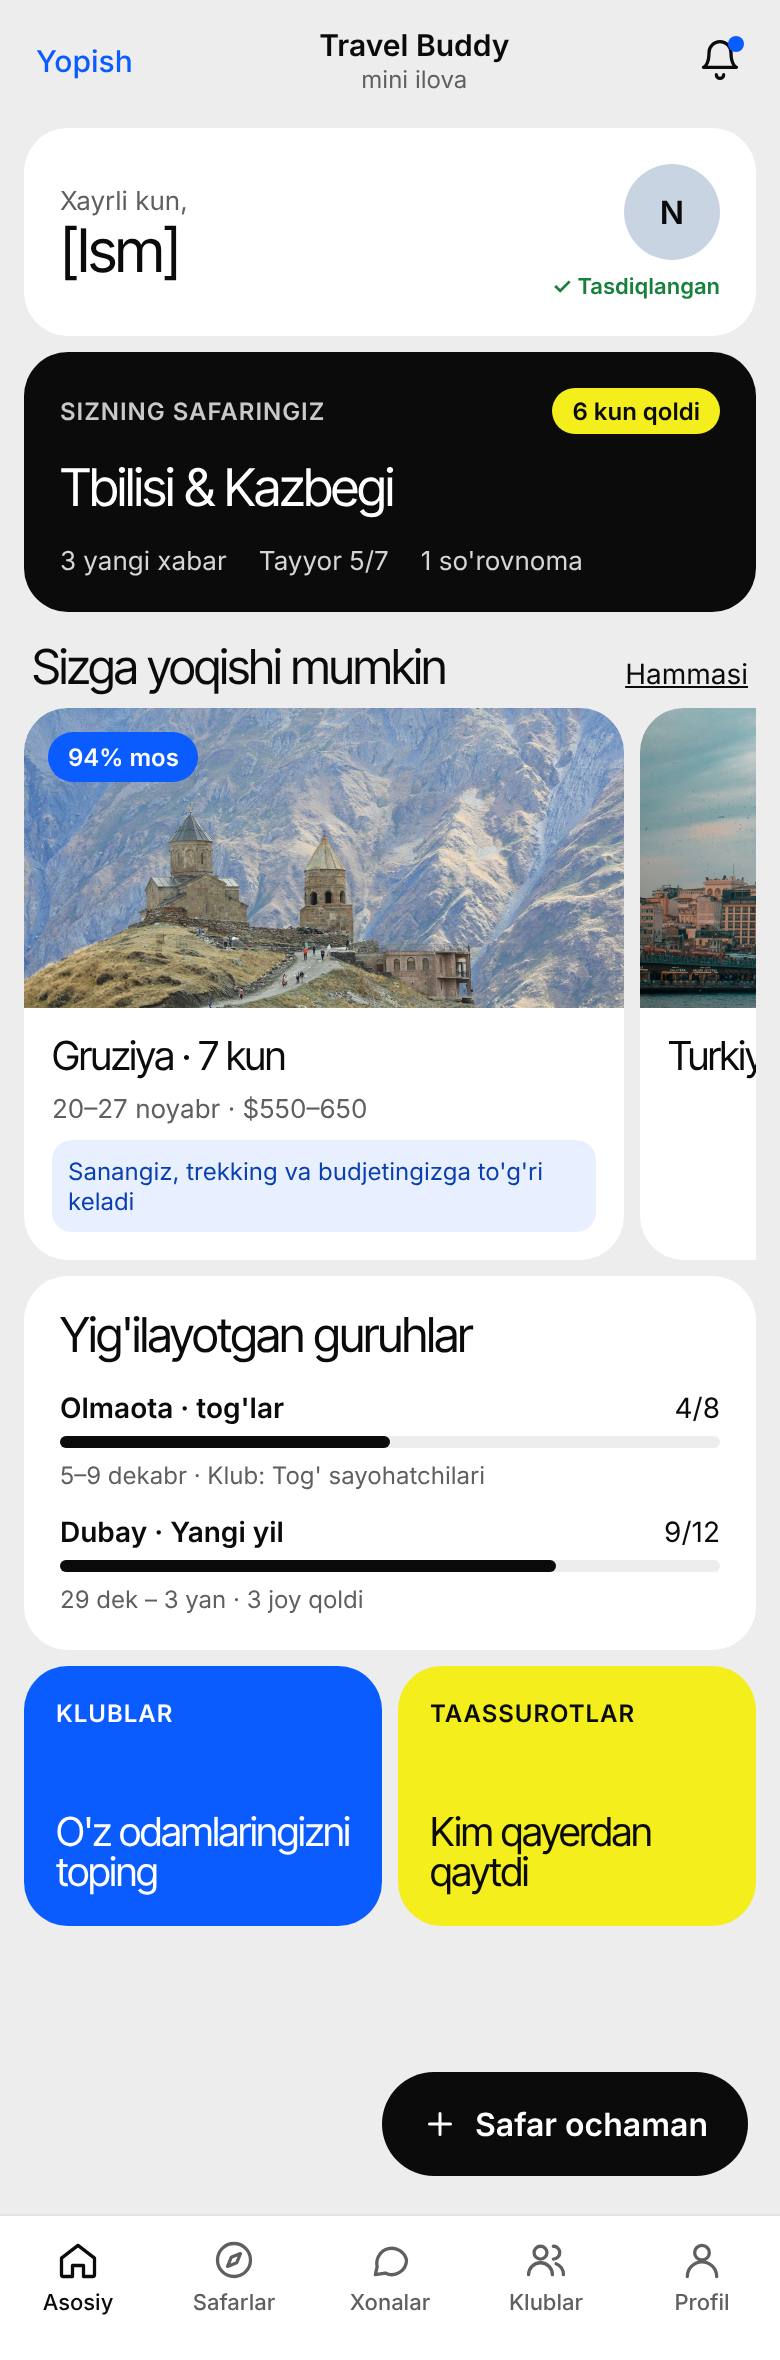 Yopish
Travel Buddy
mini ilova
Xayrli kun,
[Ism]
N
✓ Tasdiqlangan
SIZNING SAFARINGIZ
6 kun qoldi
Tbilisi & Kazbegi
3 yangi xabar
Tayyor 5/7
1 so'rovnoma
Sizga yoqishi mumkin
Hammasi
94% mos
Gruziya · 7 kun
20–27 noyabr · $550–650
Sanangiz, trekking va budjetingizga to'g'ri
keladi
Turkiy
Yig'ilayotgan guruhlar
Olmaota · tog'lar
4/8
5–9 dekabr · Klub: Tog' sayohatchilari
Dubay · Yangi yil
9/12
29 dek – 3 yan · 3 joy qoldi
KLUBLAR
O'z odamlaringizni
toping
TAASSUROTLAR
Kim qayerdan
qaytdi
+ Safar ochaman
Asosiy
Safarlar
Xonalar
Klublar
Profil